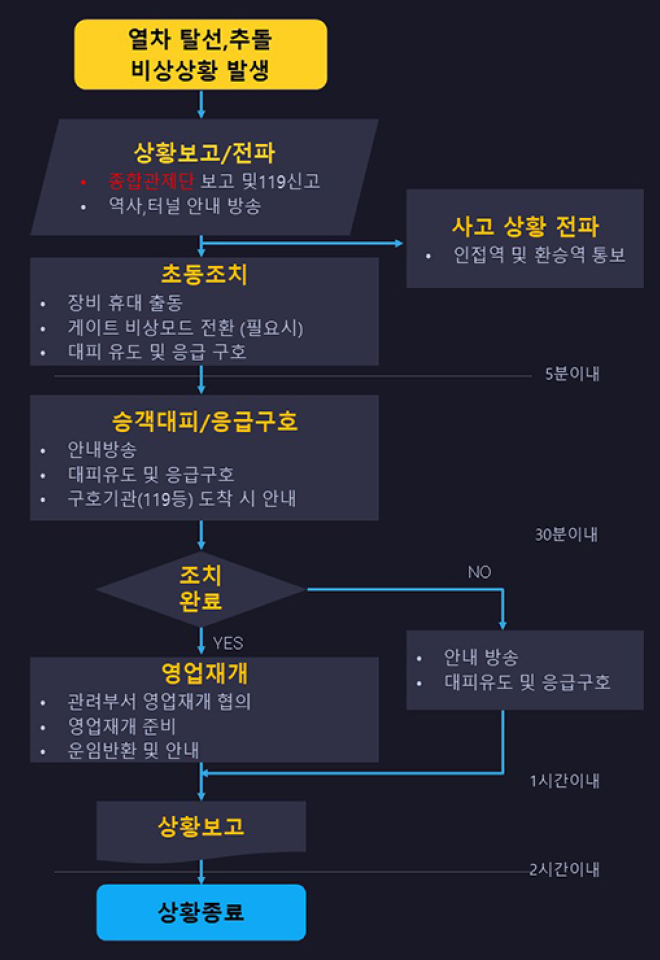 열차 탈선,추돌
비상상황 발생
상황보고/전파
• 종합관제단 보고 및119신고
• 역사,터널 안내 방송
사고 상황 전파
• 인접역 및 환승역 통보
초동조치
• 장비 휴대 출동
• 게이트 비상모드 전환 (필요시)
• 대피 유도 및 응급 구호
5분이내
승객대피/응급구호
• 안내방송
• 대피유도 및 응급구호
• 구호기관(119등) 도착 시 안내
30분이내
조치
완료
NO
YES
• 안내 방송
• 대피유도 및 응급구호
영업재개
• 관려부서 영업재개 협의
• 영업재개 준비
• 운임반환 및 안내
1시간이내
상황보고
2시간이내
상황종료